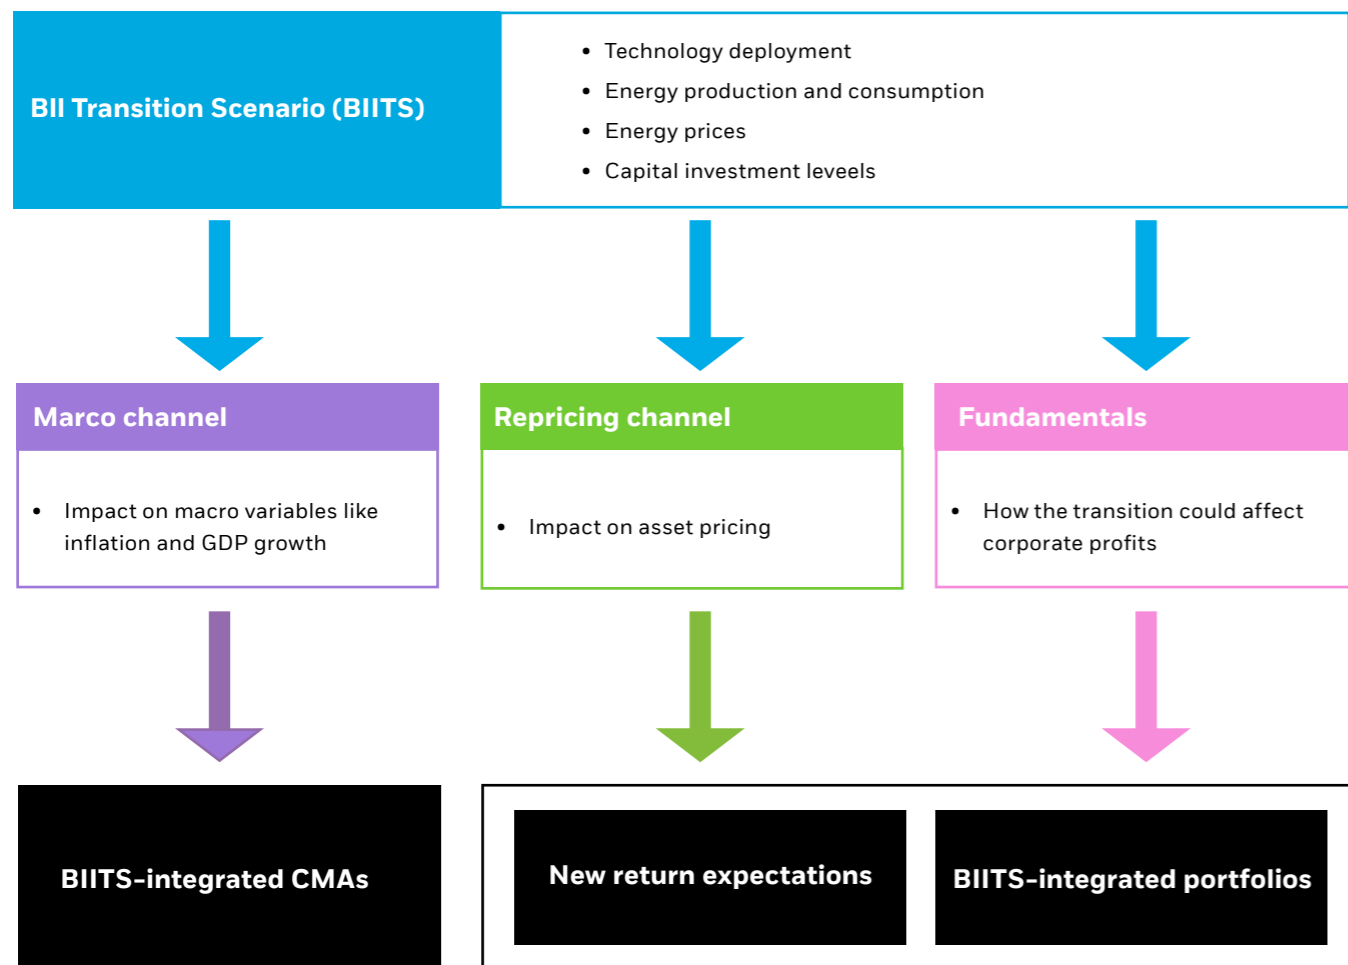 BII Transition Scenario (BIITS)
• Technology deployment
• Energy production and consumption
• Energy prices
• Capital investment leveels
Marco channel
• Impact on macro variables like
inflation and GDP growth
Repricing channel
• Impact on asset pricing
Fundamentals
• How the transition could affect
corporate profits
BIITS-integrated CMAs
New return expectations
BIITS-integrated portfolios